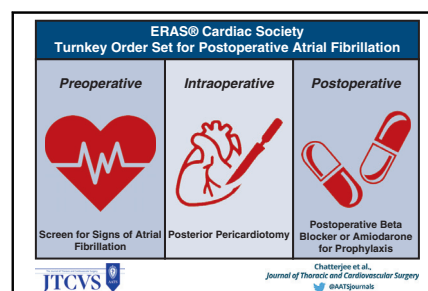 ERAS® Cardiac Society
Turnkey Order Set for Postoperative Atrial Fibrillation
Preoperative
Screen for Signs of Atrial
Fibrillation
Intraoperative
Posterior Pericardiotomy
Postoperative
Postoperative Beta
Blocker or Amiodarone
for Prophylaxis
JTCVS
Chatterjee et al.,
Journal of Thoracic and Cardiovascular Surgery
@AATSjournals